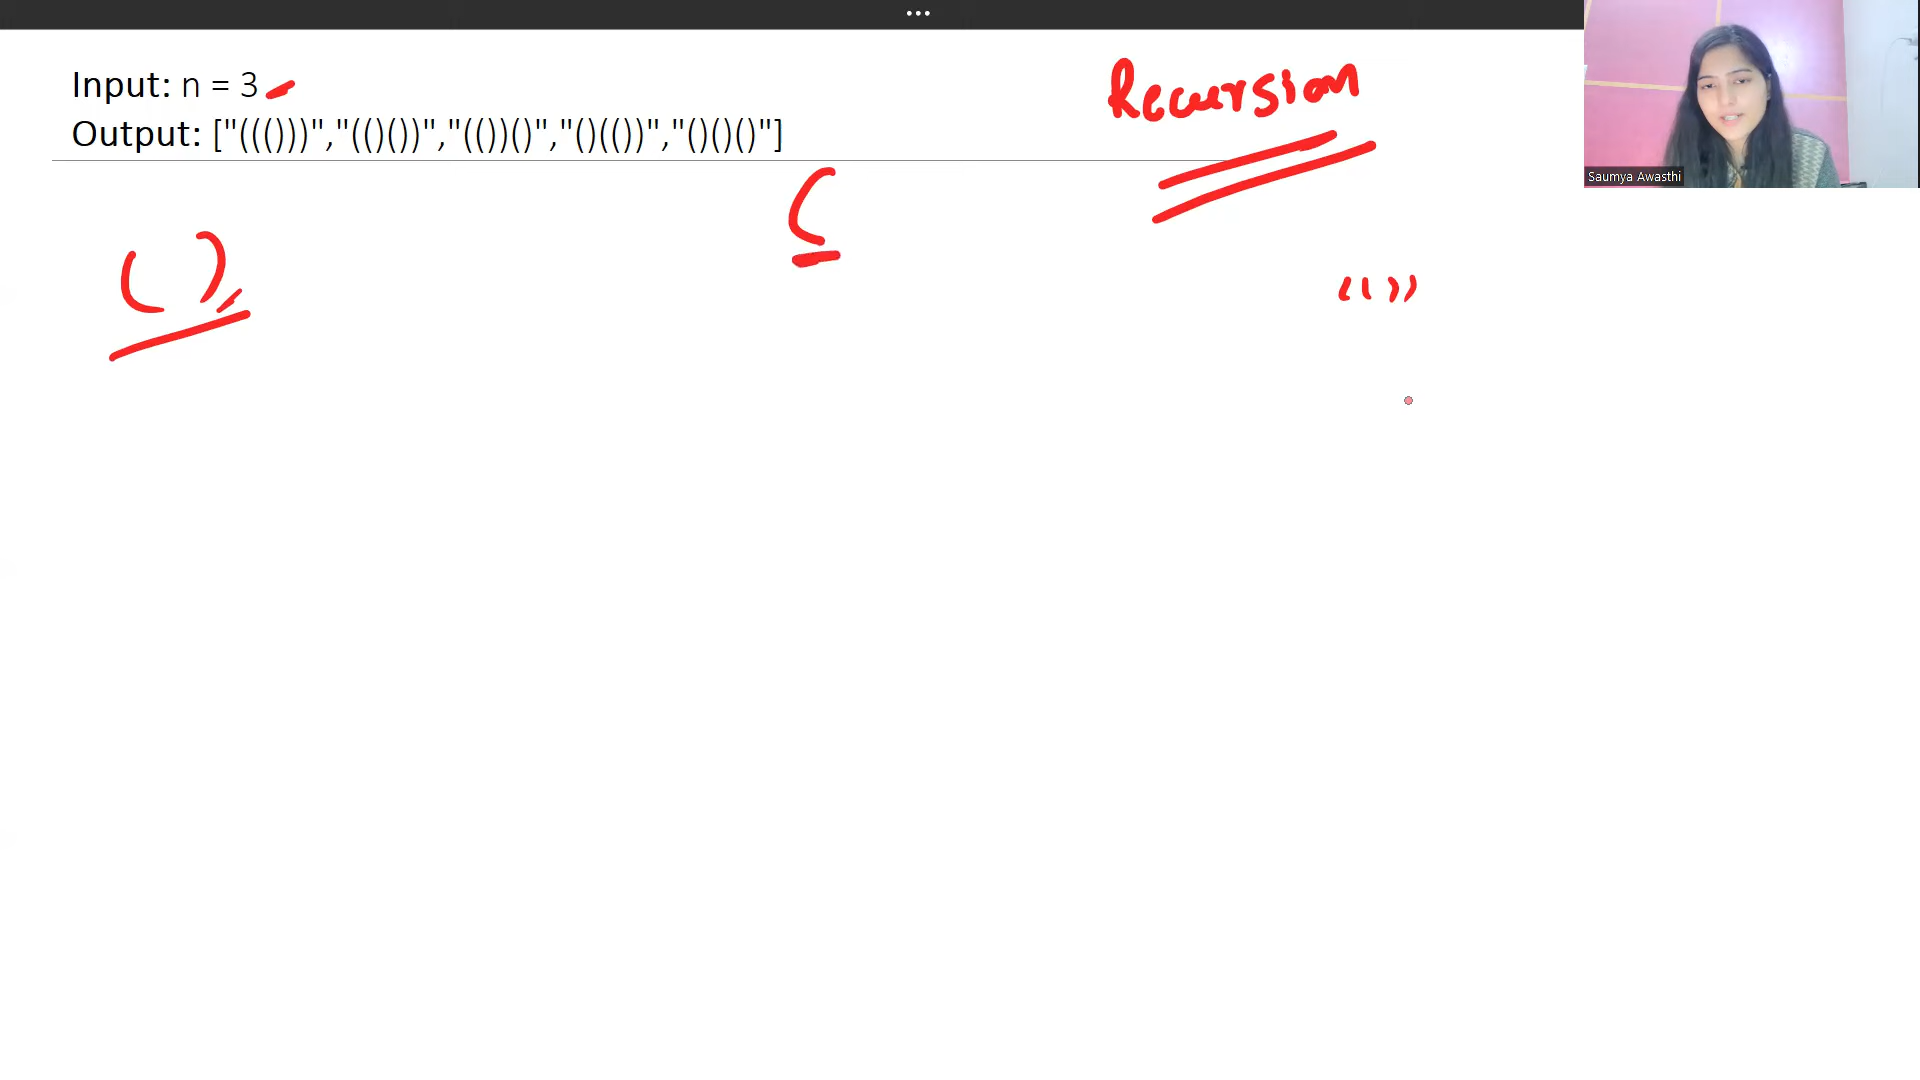 ...
Input: n = 3
Output: ["((()))","(()())","(())()","()(())","()()()"]
Recursion
(
( )
“ ”
Saumya Awasthi